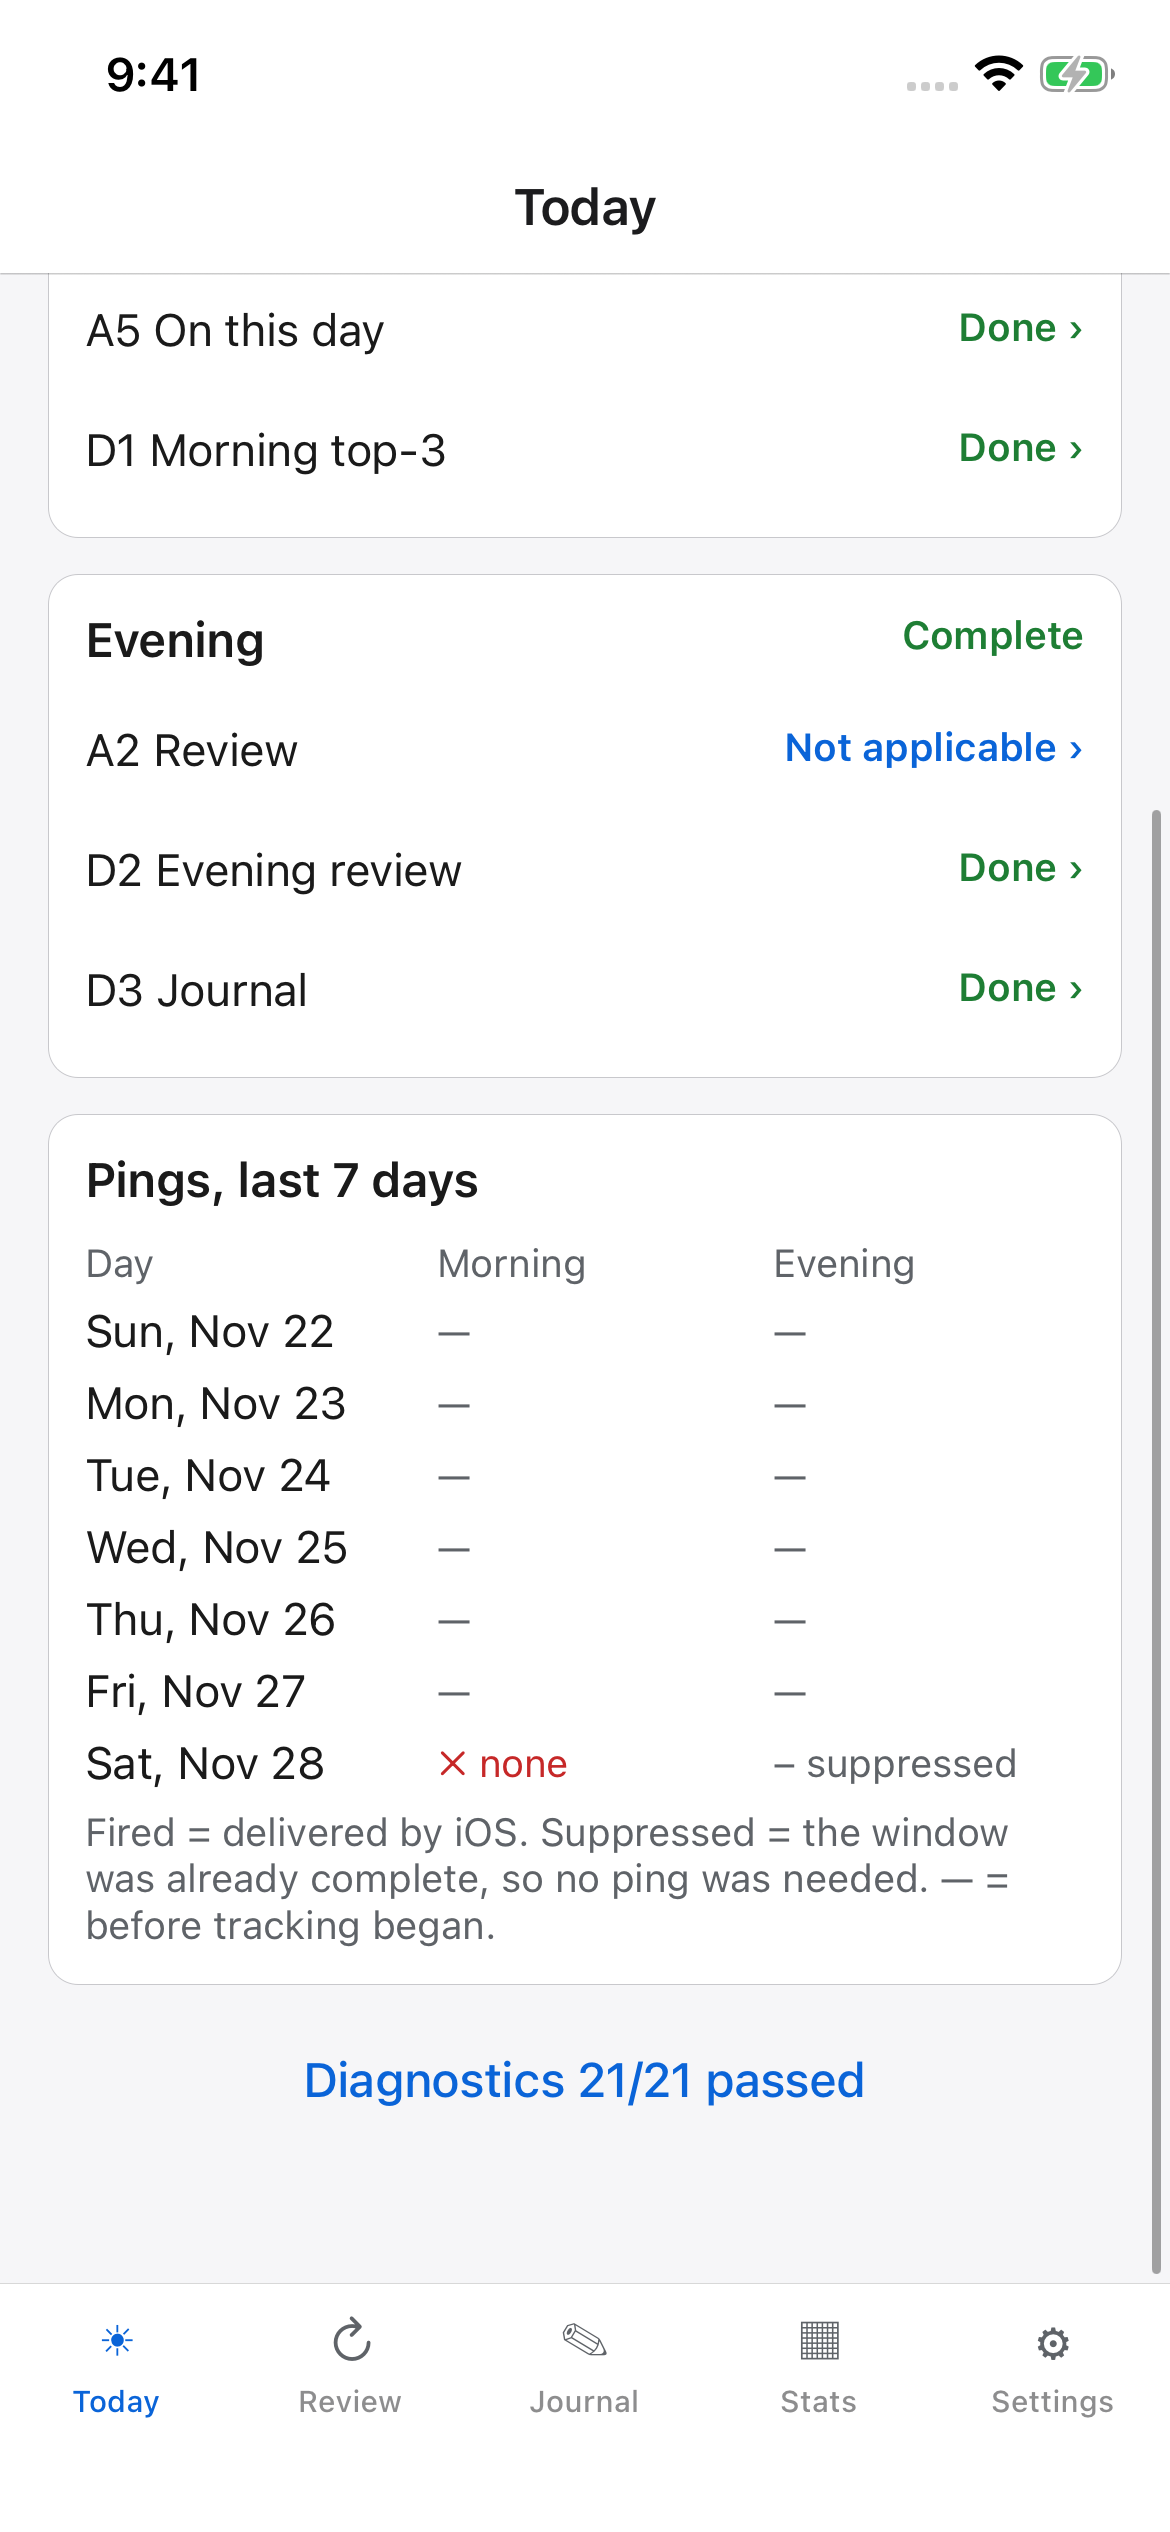 9:41
Today
A5 On this day Done ›
D1 Morning top-3 Done ›
Evening Complete
A2 Review Not applicable ›
D2 Evening review Done ›
D3 Journal Done ›
Pings, last 7 days
Day Morning Evening
Sun, Nov 22 — —
Mon, Nov 23 — —
Tue, Nov 24 — —
Wed, Nov 25 — —
Thu, Nov 26 — —
Fri, Nov 27 — —
Sat, Nov 28 ✕ none – suppressed
Fired = delivered by iOS. Suppressed = the window
was already complete, so no ping was needed. — =
before tracking began.
Diagnostics 21/21 passed
Today Review Journal Stats Settings